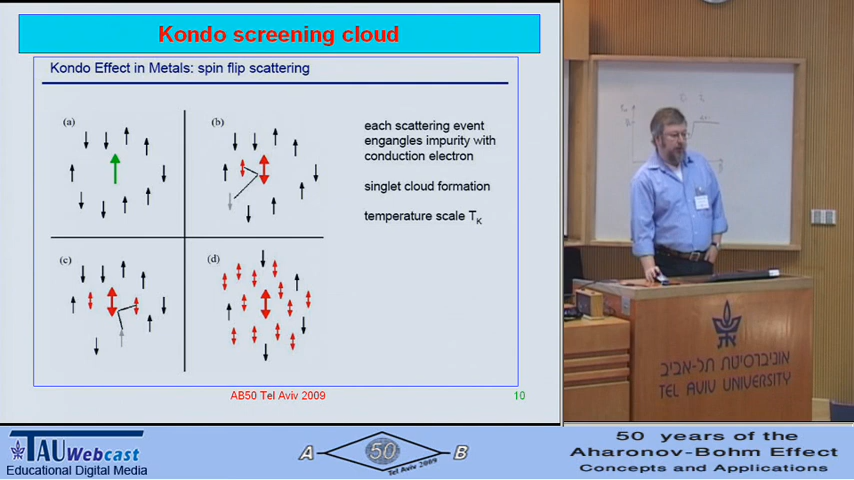 Kondo screening cloud
Kondo Effect in Metals: spin flip scattering
(a)
(b)
(c)
(d)
each scattering event
engangles impurity with
conduction electron
singlet cloud formation
temperature scale TK
AB50 Tel Aviv 2009
10
אוניברסיטת תל-אביב
TEL AVIV UNIVERSITY
TAUWebcast
Educational Digital Media
A
50
B
Tel Aviv 2009
50 years of the
Aharonov-Bohm Effect
Concepts and Applications